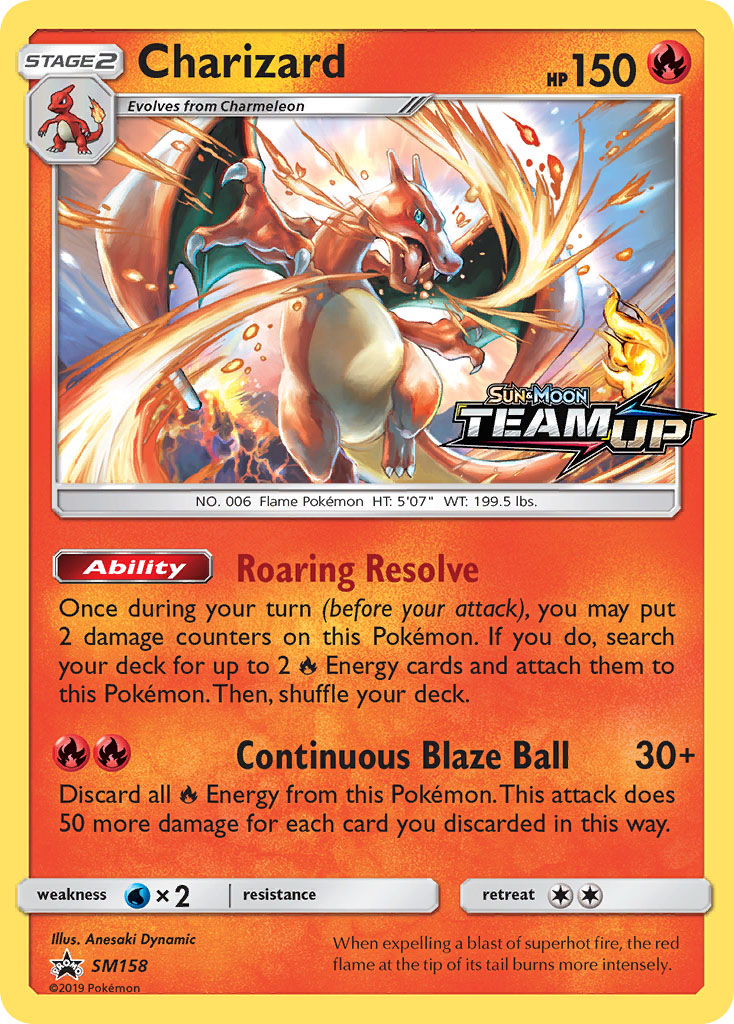 STAGE2 Charizard HP 150
Evolves from Charmeleon
SUN & MOON
TEAM UP
NO. 006 Flame Pokémon HT: 5'07" WT: 199.5 lbs.
Ability Roaring Resolve
Once during your turn (before your attack), you may put
2 damage counters on this Pokémon. If you do, search
your deck for up to 2 Energy cards and attach them to
this Pokémon. Then, shuffle your deck.
Continuous Blaze Ball 30+
Discard all Energy from this Pokémon. This attack does
50 more damage for each card you discarded in this way.
weakness × 2 resistance retreat
Illus. Anesaki Dynamic
PROMO SM158
©2019 Pokémon
When expelling a blast of superhot fire, the red
flame at the tip of its tail burns more intensely.